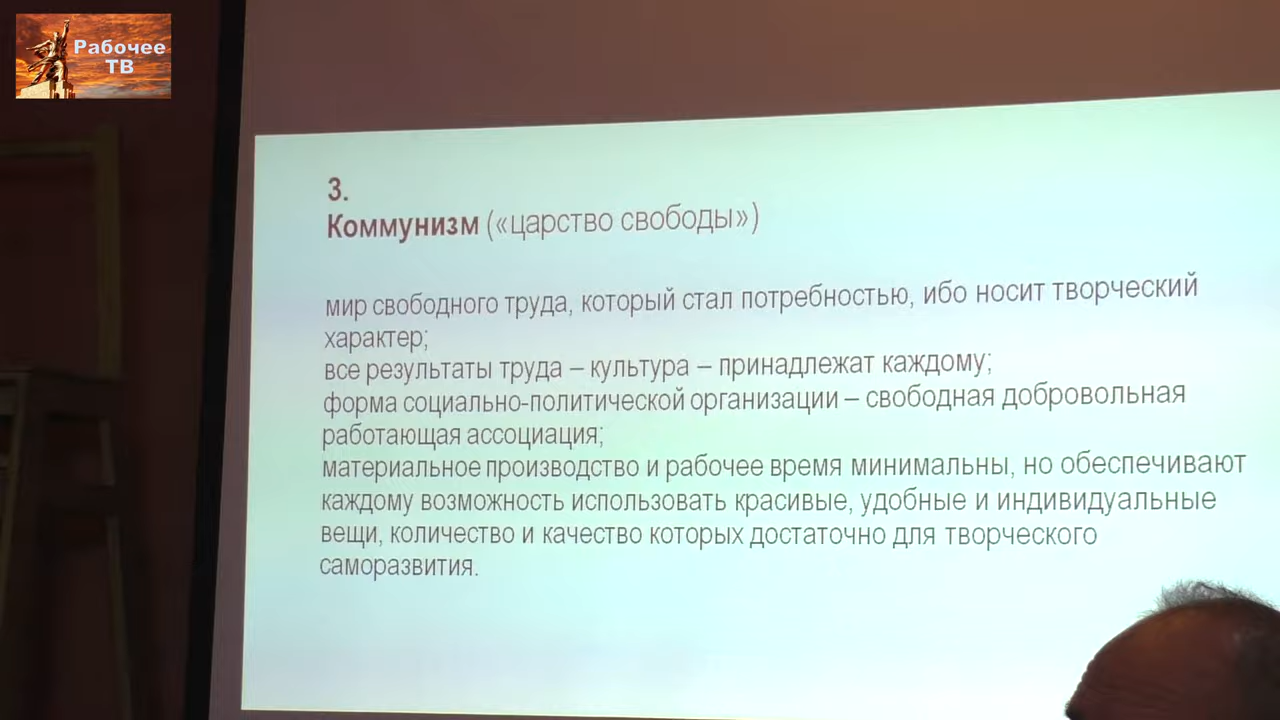 Рабочее
ТВ
3.
Коммунизм («царство свободы»)
мир свободного труда, который стал потребностью, ибо носит творческий
характер;
все результаты труда – культура – принадлежат каждому;
форма социально-политической организации – свободная добровольная
работающая ассоциация;
материальное производство и рабочее время минимальны, но обеспечивают
каждому возможность использовать красивые, удобные и индивидуальные
вещи, количество и качество которых достаточно для творческого
саморазвития.